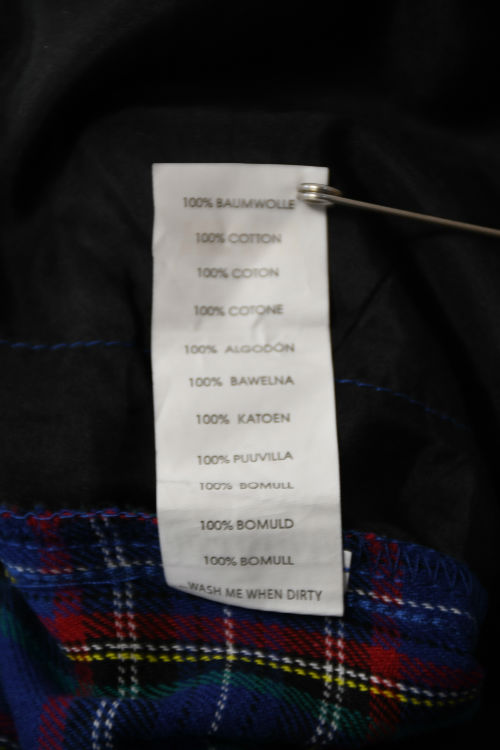 100% BAUMWOLLE
100% COTTON
100% COTON
100% COTONE
100% ALGODÓN
100% BAWELNA
100% KATOEN
100% PUUVILLA
100% BOMULL
100% BOMULD
100% BOMULL
WASH ME WHEN DIRTY